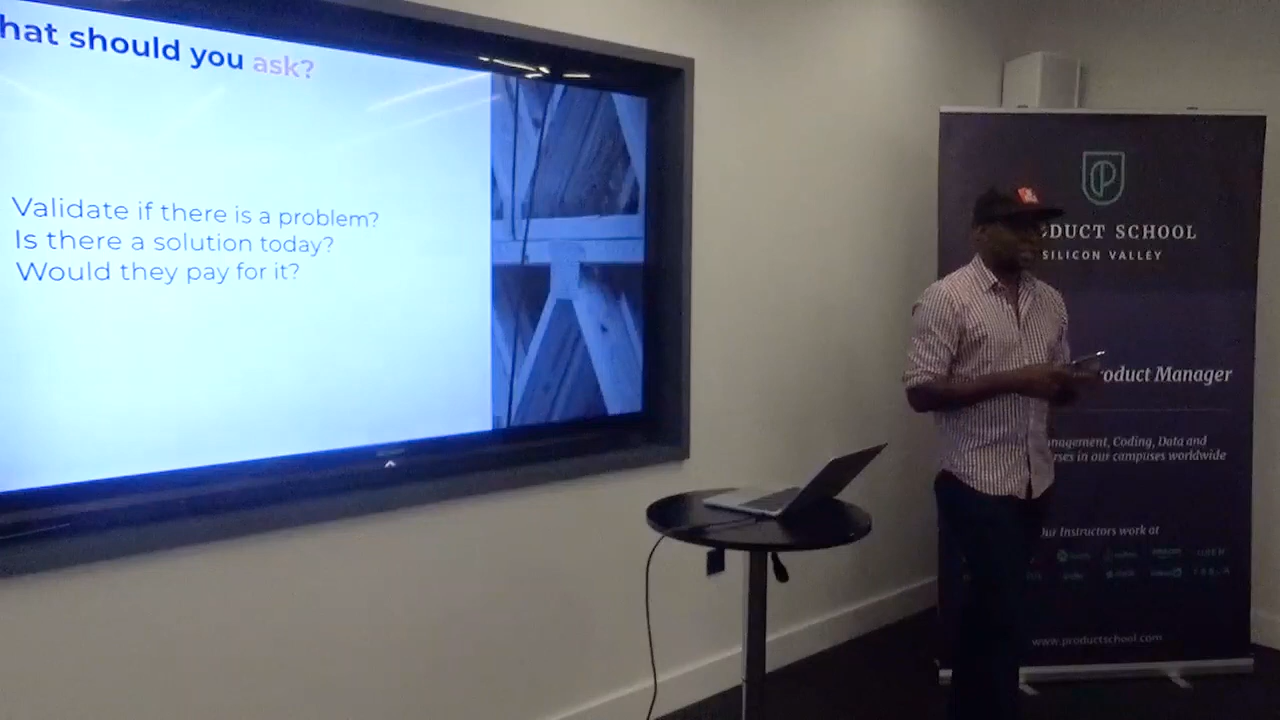 hat should you ask?
Validate if there is a problem?
Is there a solution today?
Would they pay for it?
DUCT SCHOOL
SILICON VALLEY
oduct Manager
nagement, Coding, Data and
rses in our campuses worldwide
Our Instructors work at
www.productschool.com